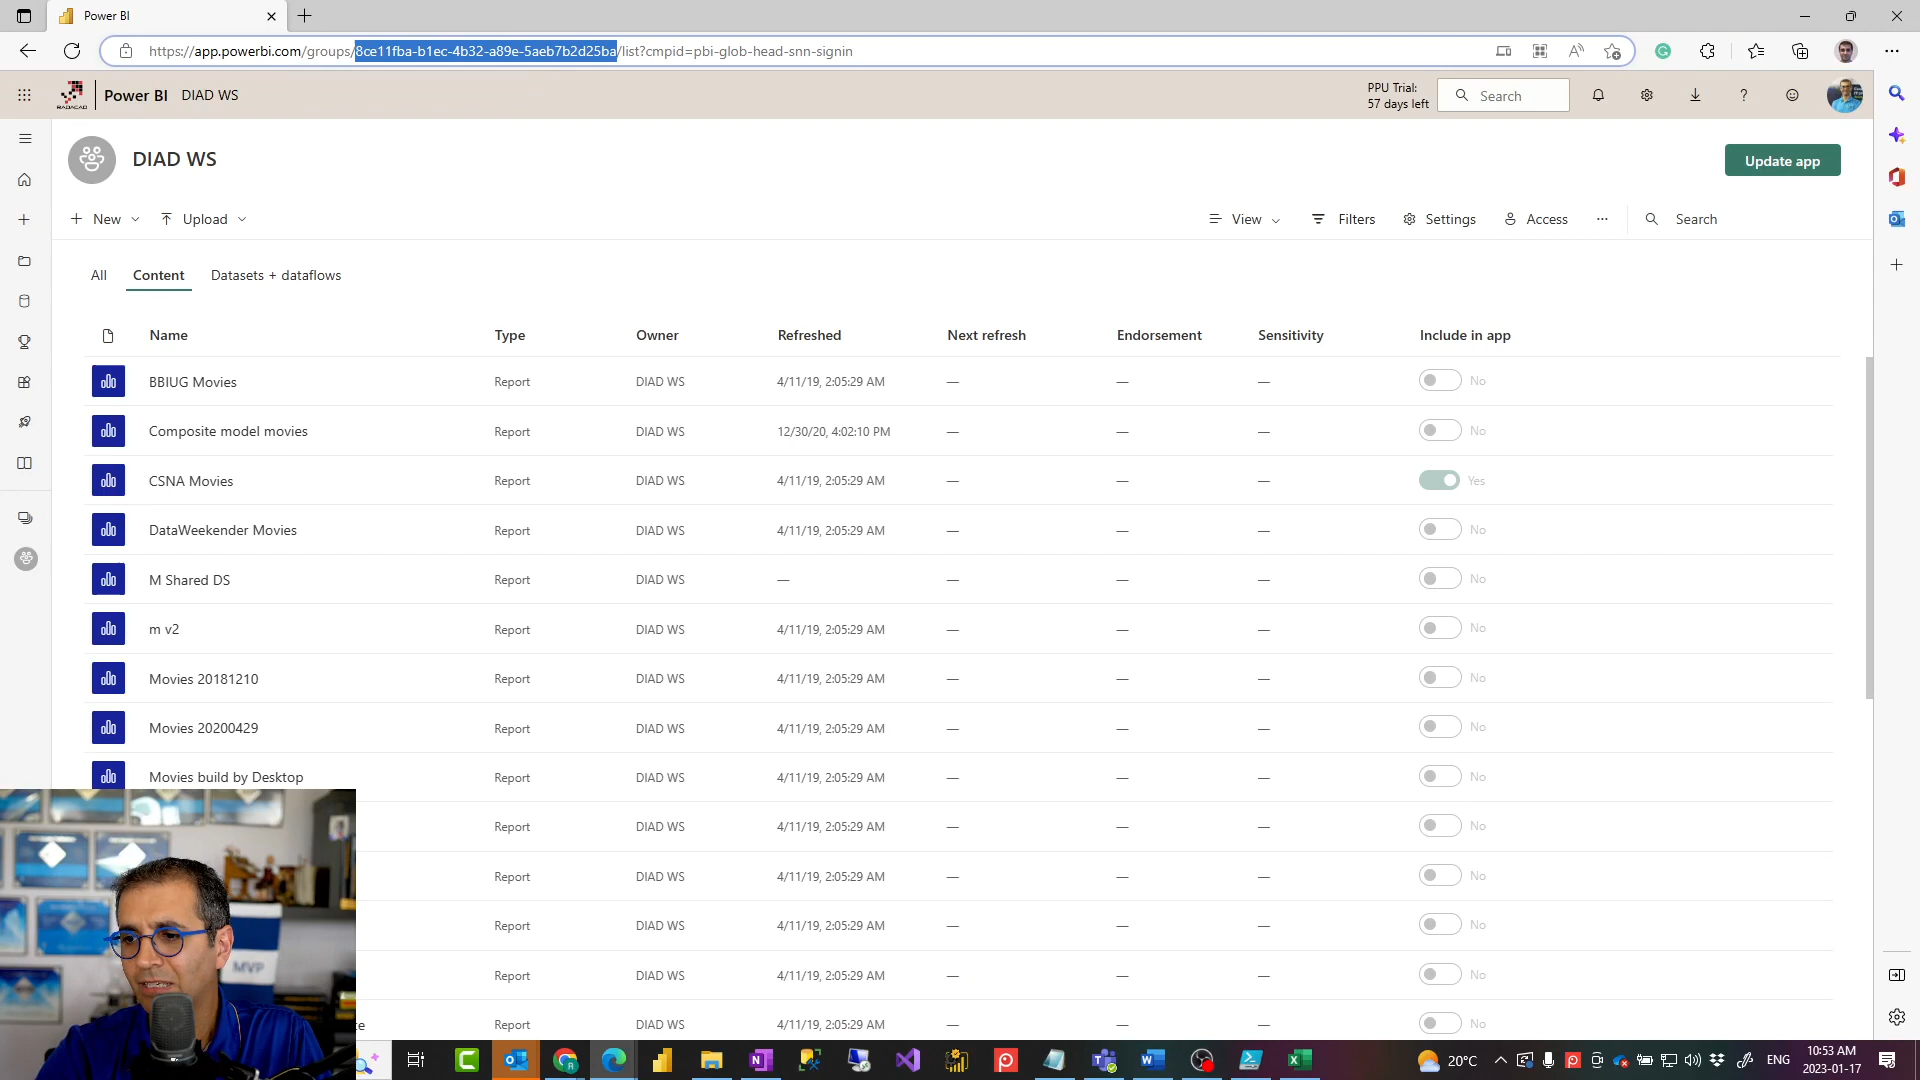 Power BI
https://app.powerbi.com/groups/8ce11fba-b1ec-4b32-a89e-5aeb7b2d25ba/list?cmpid=pbi-glob-head-snn-signin
RADACAD
Power BI DIAD WS
PPU Trial:
57 days left
Search
DIAD WS
Update app
New
Upload
View
Filters
Settings
Access
Search
All
Content
Datasets + dataflows
Name Type Owner Refreshed Next refresh Endorsement Sensitivity Include in app
BBIUG Movies Report DIAD WS 4/11/19, 2:05:29 AM — — — No
Composite model movies Report DIAD WS 12/30/20, 4:02:10 PM — — — No
CSNA Movies Report DIAD WS 4/11/19, 2:05:29 AM — — — Yes
DataWeekender Movies Report DIAD WS 4/11/19, 2:05:29 AM — — — No
M Shared DS Report DIAD WS — — — — No
m v2 Report DIAD WS 4/11/19, 2:05:29 AM — — — No
Movies 20181210 Report DIAD WS 4/11/19, 2:05:29 AM — — — No
Movies 20200429 Report DIAD WS 4/11/19, 2:05:29 AM — — — No
Movies build by Desktop Report DIAD WS 4/11/19, 2:05:29 AM — — — No
Report DIAD WS 4/11/19, 2:05:29 AM — — — No
Report DIAD WS 4/11/19, 2:05:29 AM — — — No
Report DIAD WS 4/11/19, 2:05:29 AM — — — No
Report DIAD WS 4/11/19, 2:05:29 AM — — — No
Report DIAD WS 4/11/19, 2:05:29 AM — — — No
MVP
20°C
ENG
10:53 AM
2023-01-17